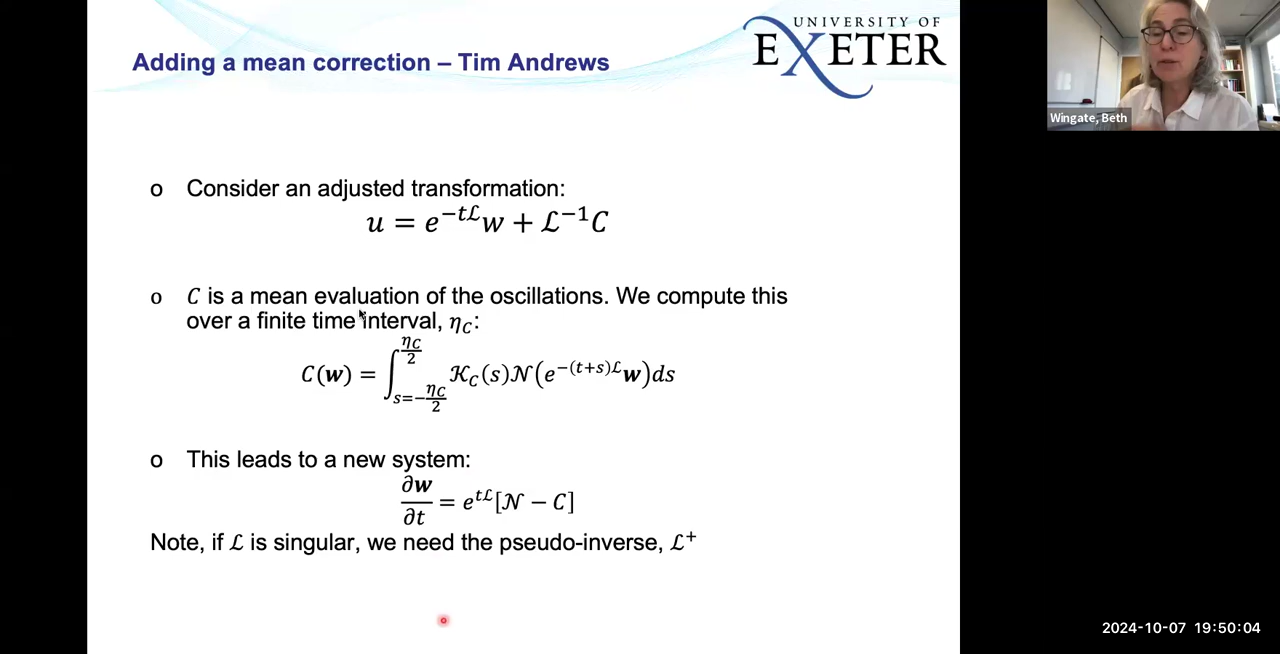 Adding a mean correction – Tim Andrews
UNIVERSITY OF
EXETER
Wingate, Beth
o Consider an adjusted transformation:
u = e^{-tℒ}w + ℒ^{-1}C
o C is a mean evaluation of the oscillations. We compute this
over a finite time interval, η_C:
C(w) = ∫_{s=-η_C/2}^{η_C/2} 𝒦_C(s)𝒩(e^{-(t+s)ℒ}w)ds
o This leads to a new system:
∂w/∂t = e^{tℒ}[𝒩 − C]
Note, if ℒ is singular, we need the pseudo-inverse, ℒ⁺
2024-10-07 19:50:04